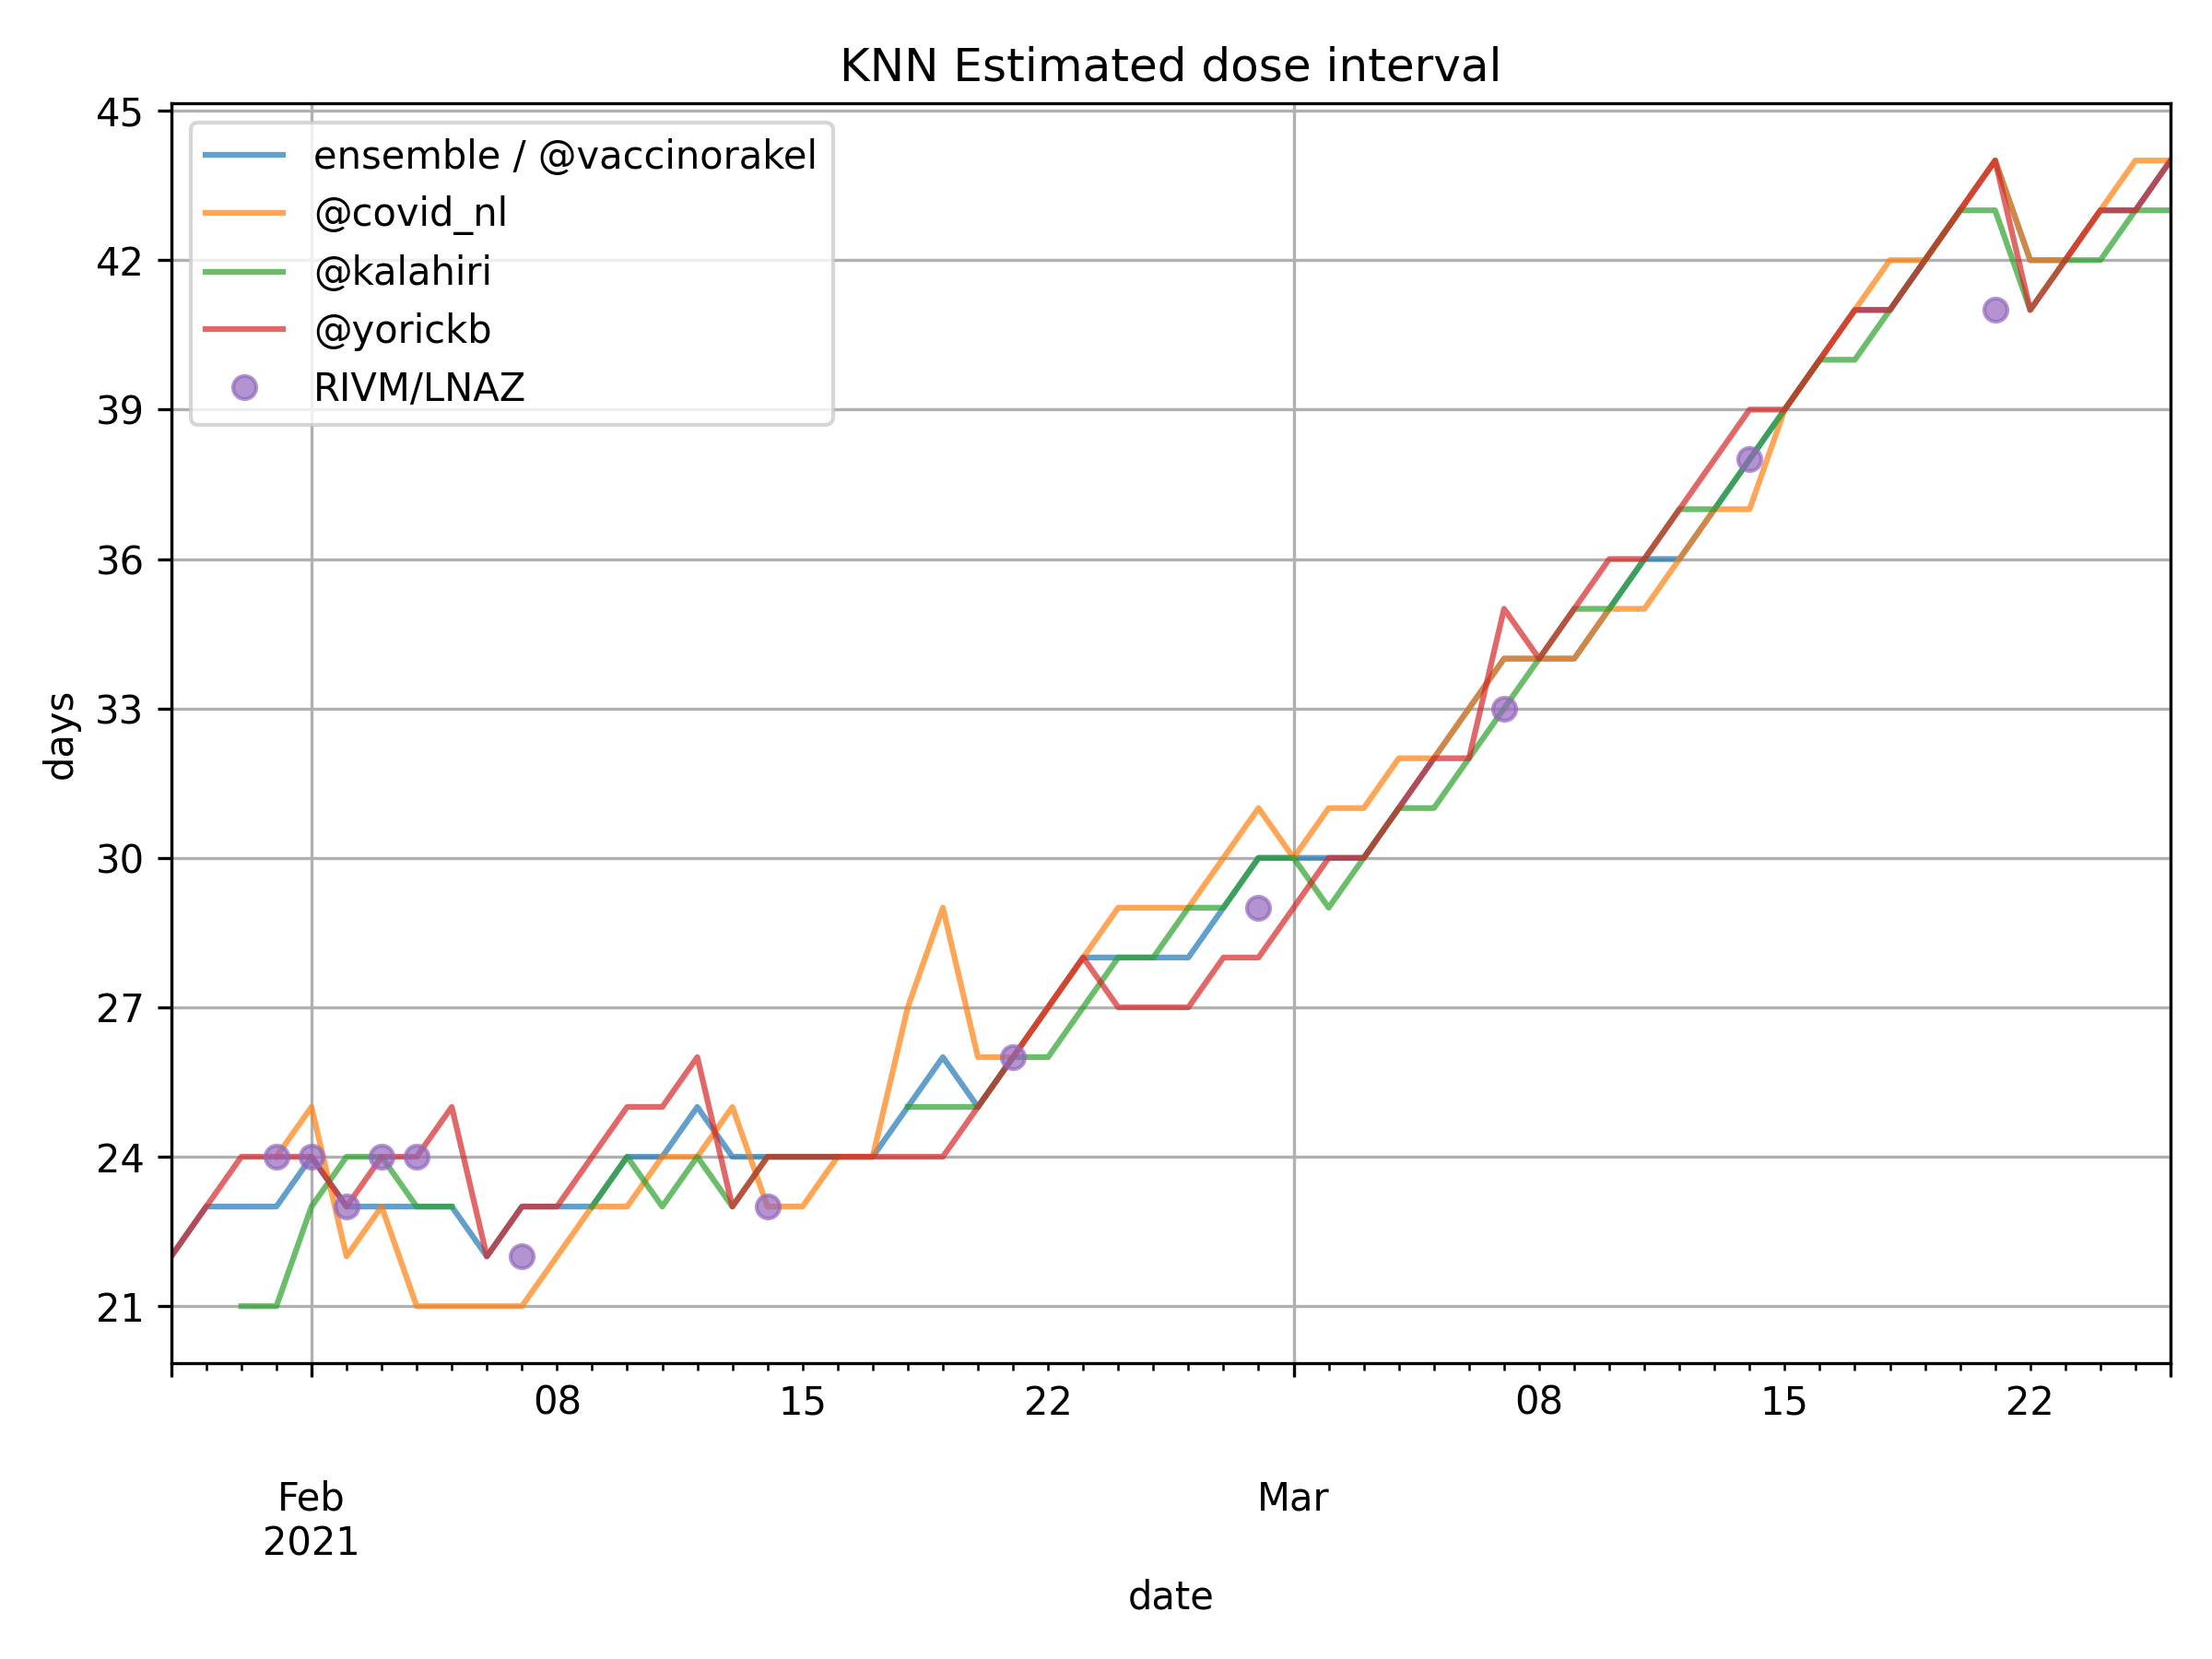 KNN Estimated dose interval
45
42
39
36
33
30
27
24
21
days
ensemble / @vaccinorakel
@covid_nl
@kalahiri
@yorickb
RIVM/LNAZ
08
15
22
08
15
22
Feb
Mar
2021
date